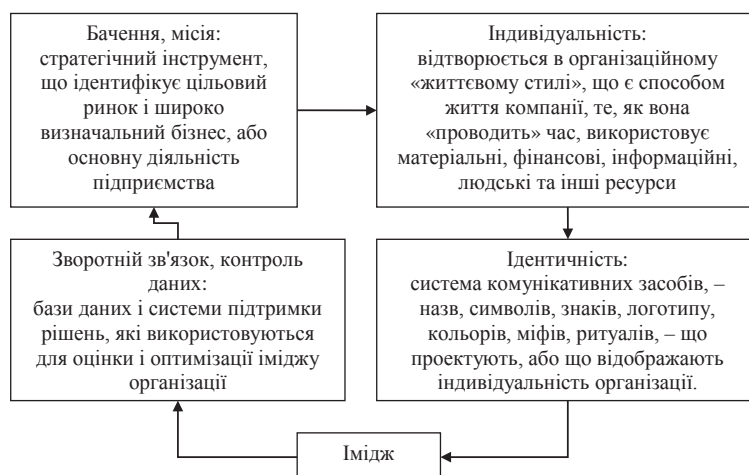 Бачення, місія:
стратегічний інструмент,
що ідентифікує цільовий
ринок і широко
визначальний бізнес, або
основну діяльність
підприємства
Індивідуальність:
відтворюється в організаційному
«життєвому стилі», що є способом
життя компанії, те, як вона
«проводить» час, використовує
матеріальні, фінансові, інформаційні,
людські та інші ресурси
Ідентичність:
система комунікативних засобів, –
назв, символів, знаків, логотипу,
кольорів, міфів, ритуалів, – що
проектують, або що відображають
індивідуальність організації.
Імідж
Зворотній зв'язок, контроль
даних:
бази даних і системи підтримки
рішень, які використовуються
для оцінки і оптимізації іміджу
організації